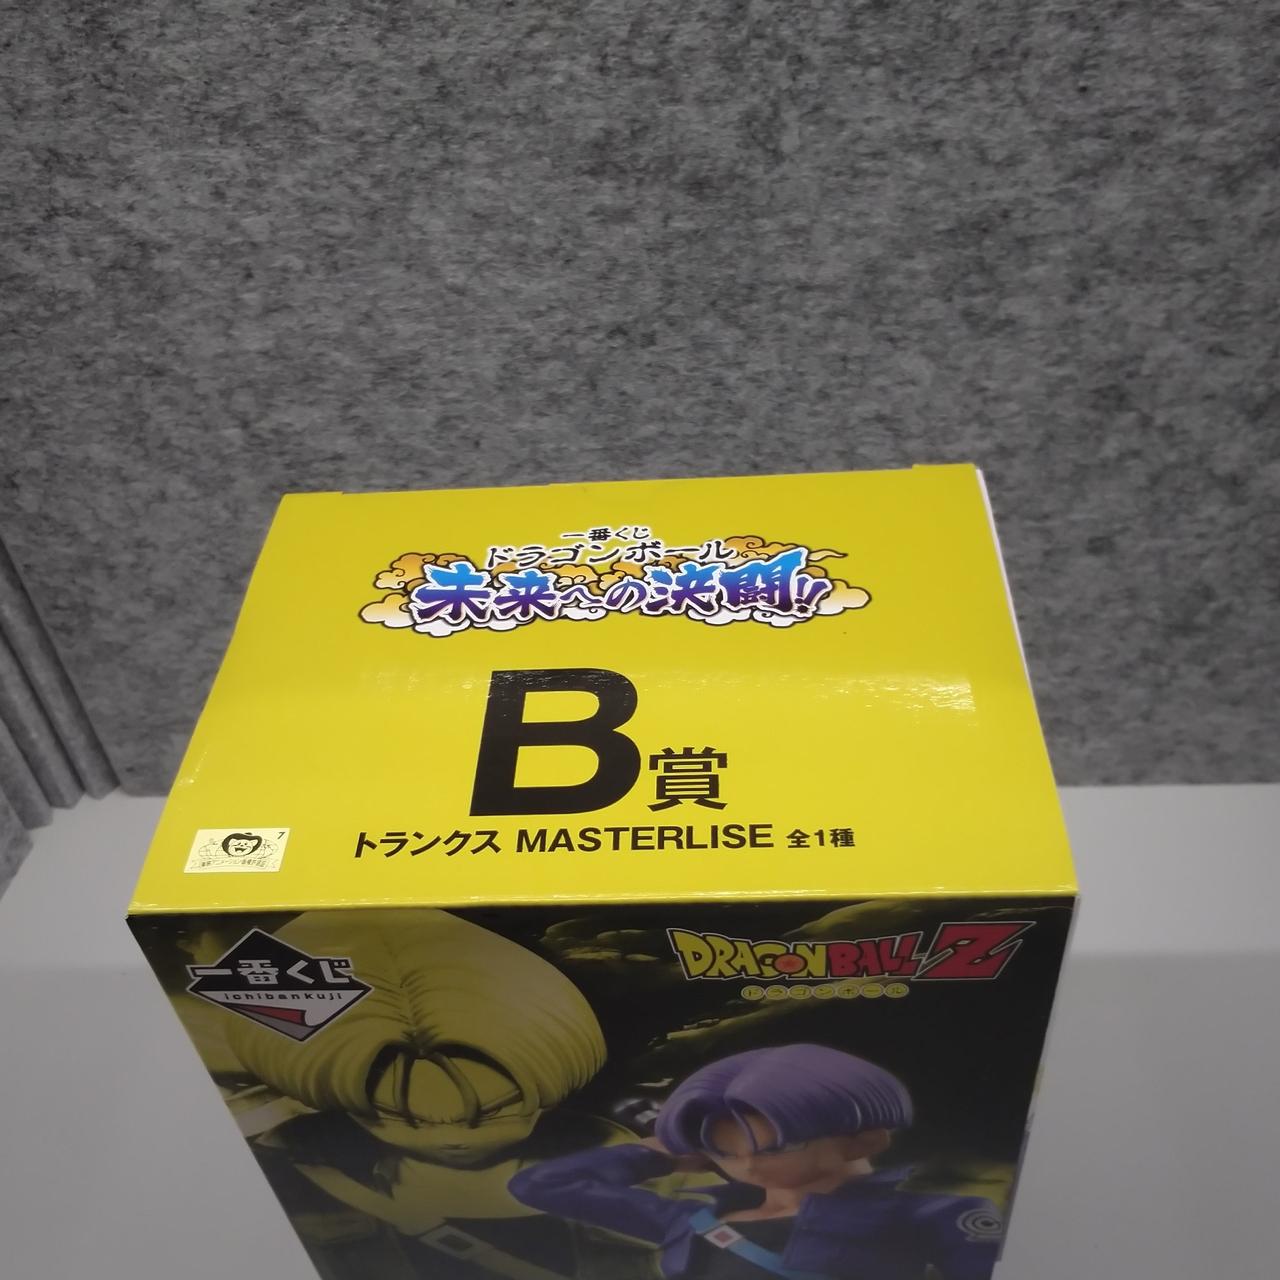 一番くじ
ドラゴンボール
未来への決闘!!
B賞
トランクス MASTERLISE 全1種
7
一番くじ
ichibankuji
DRAGONBALL Z
ドラゴンボール